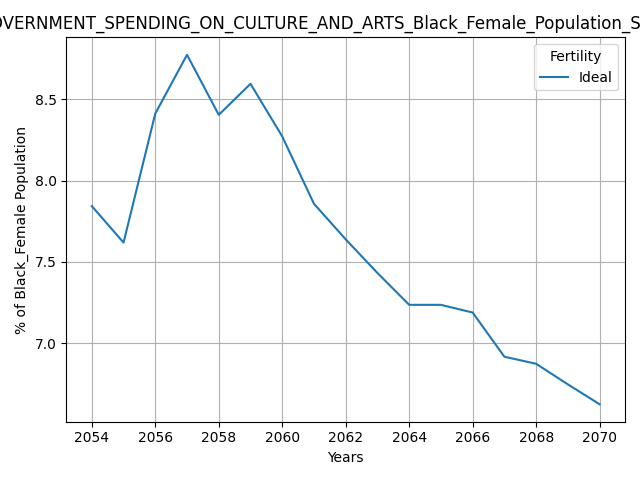 OVERNMENT_SPENDING_ON_CULTURE_AND_ARTS_Black_Female_Population_S
Fertility
Ideal
% of Black_Female Population
8.5
8.0
7.5
7.0
2054 2056 2058 2060 2062 2064 2066 2068 2070
Years